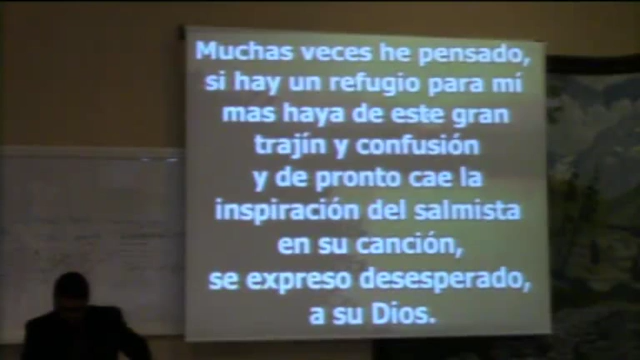 Muchas veces he pensado,
si hay un refugio para mí
mas haya de este gran
trajín y confusión
y de pronto cae la
inspiración del salmista
en su canción,
se expreso desesperado,
a su Dios.